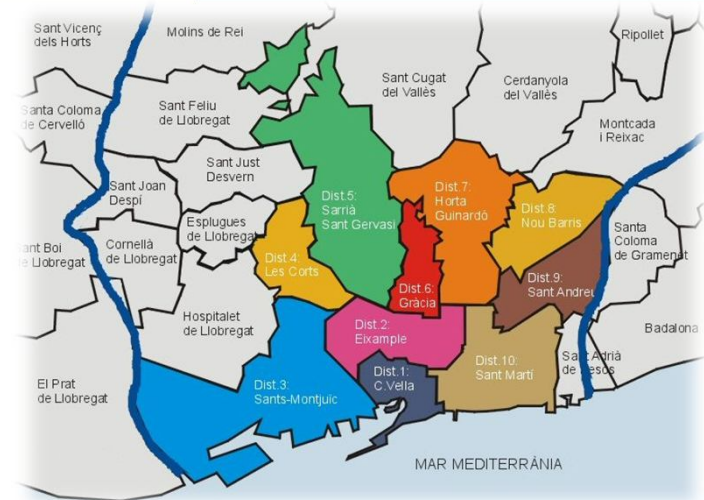 Sant Vicenç
dels Horts
Molins de Rei
Ripollet
Sant Cugat
del Vallès
Cerdanyola
del Vallès
Santa Coloma
de Cervelló
Sant Feliu
de Llobregat
Montcada
i Reixac
Sant Just
Desvern
Sant Joan
Despí
Dist.5:
Sarrià
Sant Gervasi
Dist.7:
Horta
Guinardó
Dist.8:
Nou Barris
Esplugues
de Llobregat
Santa
Coloma
de Gramenet
ant Boi
e Llobregat
Cornellà
de Llobregat
Dist.4:
Les Corts
Dist.6:
Gràcia
Dist.9:
Sant Andreu
Hospitalet
de Llobregat
Dist.2:
Eixample
Badalona
Dist.10:
Sant Martí
Sant Adrià
de Besòs
El Prat
de Llobregat
Dist.3:
Sants-Montjuïc
Dist.1:
C.Vella
MAR MEDITERRÁNIA